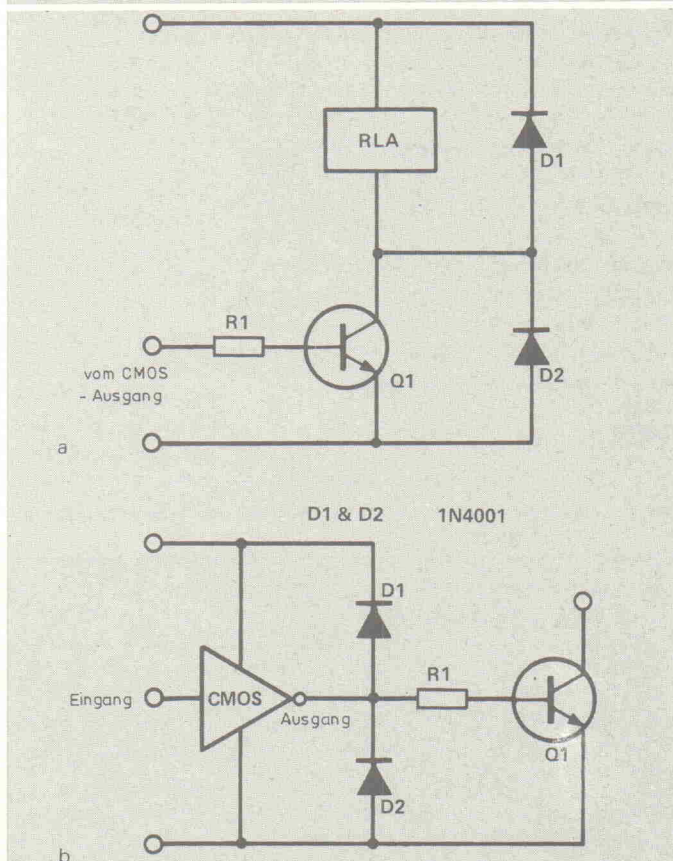 RLA
D1
R1
Q1
D2
vom CMOS
- Ausgang
a
D1 & D2 1N4001
D1
R1
Eingang
CMOS
Ausgang
Q1
D2
b